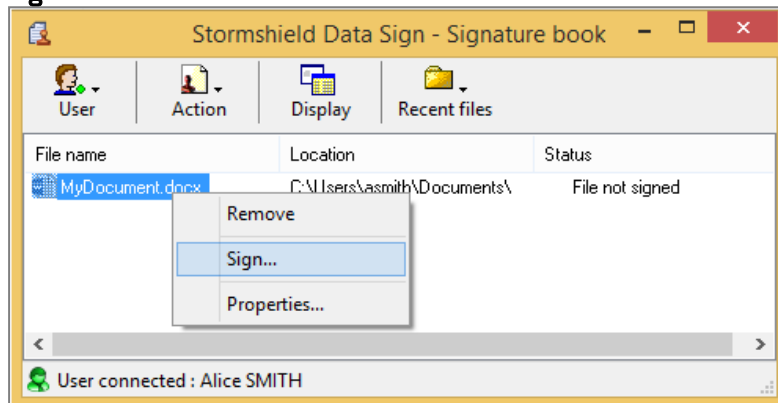 Stormshield Data Sign - Signature book
User Action Display Recent files
File name Location Status
MyDocument.docx C:\Users\asmith\Documents\ File not signed
Remove
Sign...
Properties...
User connected : Alice SMITH